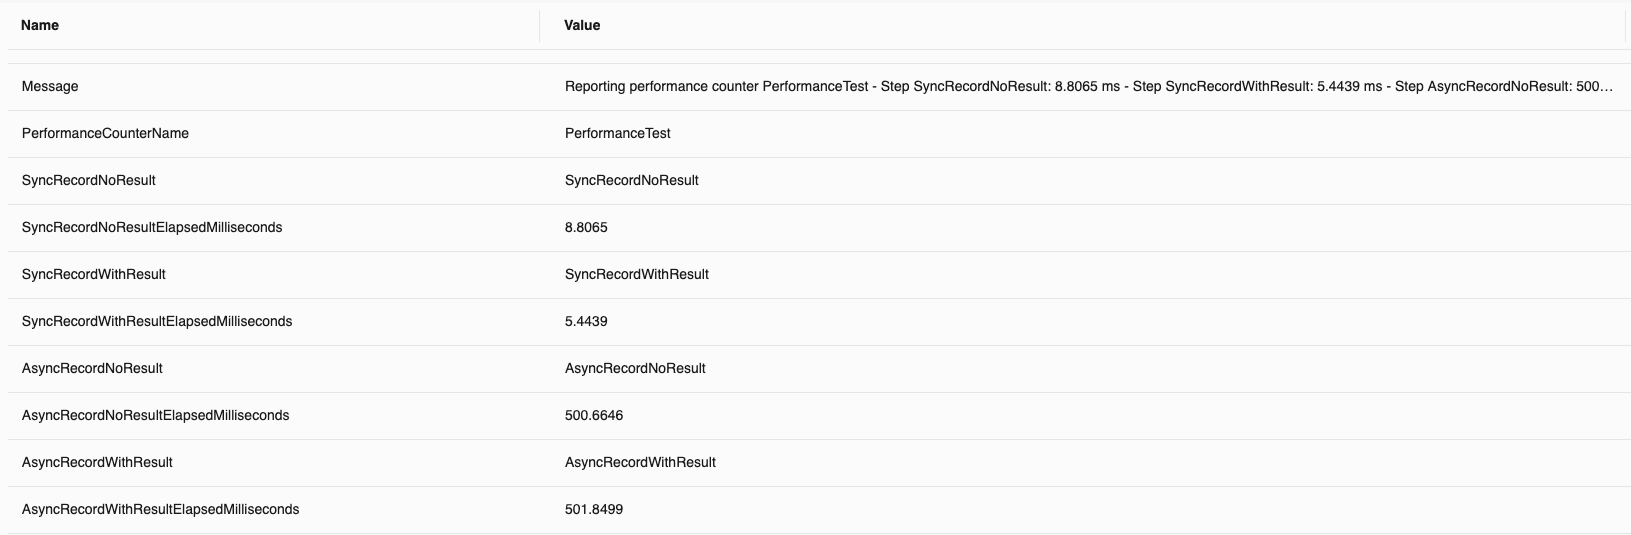 Name Value
Message Reporting performance counter PerformanceTest - Step SyncRecordNoResult: 8.8065 ms - Step SyncRecordWithResult: 5.4439 ms - Step AsyncRecordNoResult: 500…
PerformanceCounterName PerformanceTest
SyncRecordNoResult SyncRecordNoResult
SyncRecordNoResultElapsedMilliseconds 8.8065
SyncRecordWithResult SyncRecordWithResult
SyncRecordWithResultElapsedMilliseconds 5.4439
AsyncRecordNoResult AsyncRecordNoResult
AsyncRecordNoResultElapsedMilliseconds 500.6646
AsyncRecordWithResult AsyncRecordWithResult
AsyncRecordWithResultElapsedMilliseconds 501.8499